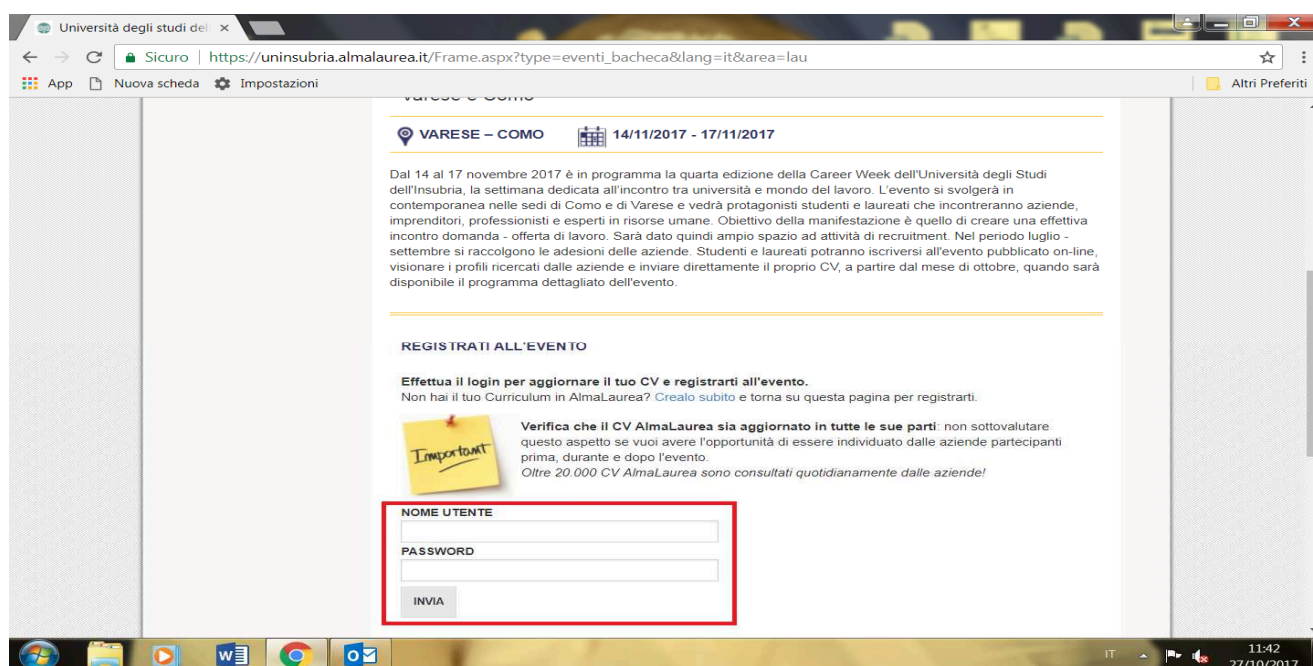 Università degli studi del
Sicuro | https://uninsubria.almalaurea.it/Frame.aspx?type=eventi_bacheca&lang=it&area=lau
App Nuova scheda Impostazioni Altri Preferiti
Varese e Como
VARESE – COMO 14/11/2017 - 17/11/2017
Dal 14 al 17 novembre 2017 è in programma la quarta edizione della Career Week dell'Università degli Studi
dell'Insubria, la settimana dedicata all'incontro tra università e mondo del lavoro. L'evento si svolgerà in
contemporanea nelle sedi di Como e di Varese e vedrà protagonisti studenti e laureati che incontreranno aziende,
imprenditori, professionisti e esperti in risorse umane. Obiettivo della manifestazione è quello di creare una effettiva
incontro domanda - offerta di lavoro. Sarà dato quindi ampio spazio ad attività di recruitment. Nel periodo luglio -
settembre si raccolgono le adesioni delle aziende. Studenti e laureati potranno iscriversi all'evento pubblicato on-line,
visionare i profili ricercati dalle aziende e inviare direttamente il proprio CV, a partire dal mese di ottobre, quando sarà
disponibile il programma dettagliato dell'evento.
REGISTRATI ALL'EVENTO
Effettua il login per aggiornare il tuo CV e registrarti all'evento.
Non hai il tuo Curriculum in AlmaLaurea? Crealo subito e torna su questa pagina per registrarti.
Important
Verifica che il CV AlmaLaurea sia aggiornato in tutte le sue parti: non sottovalutare
questo aspetto se vuoi avere l'opportunità di essere individuato dalle aziende partecipanti
prima, durante e dopo l'evento.
Oltre 20.000 CV AlmaLaurea sono consultati quotidianamente dalle aziende!
NOME UTENTE
PASSWORD
INVIA
IT 11:42
27/10/2017